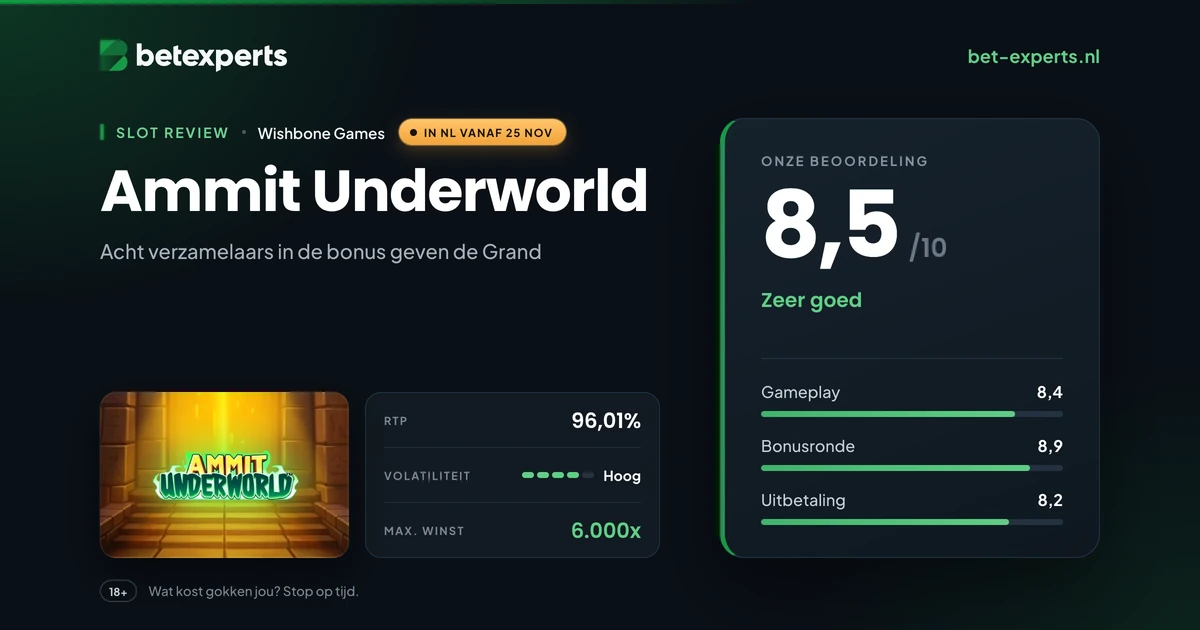 betexperts
bet-experts.nl
SLOT REVIEW • Wishbone Games
IN NL VANAF 25 NOV
Ammit Underworld
Acht verzamelaars in de bonus geven de Grand
AMMIT
UNDERWORLD
RTP 96,01%
VOLATILITEIT Hoog
MAX. WINST 6.000x
ONZE BEOORDELING
8,5 /10
Zeer goed
Gameplay 8,4
Bonusronde 8,9
Uitbetaling 8,2
18+ Wat kost gokken jou? Stop op tijd.